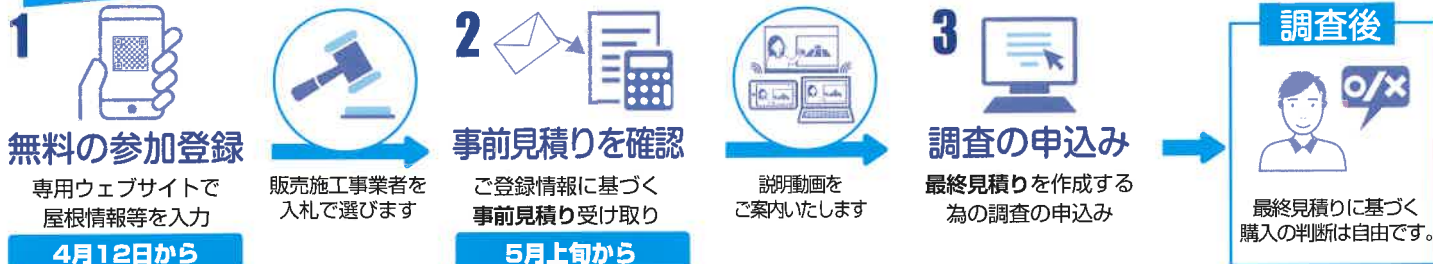 1
無料の参加登録
専用ウェブサイトで
屋根情報等を入力
4月12日から
販売施工事業者を
入札で選びます
2
事前見積りを確認
ご登録情報に基づく
事前見積り受け取り
5月上旬から
説明動画を
ご案内いたします
3
調査の申込み
最終見積りを作成する
為の調査の申込み
調査後
o/x
最終見積りに基づく
購入の判断は自由です。